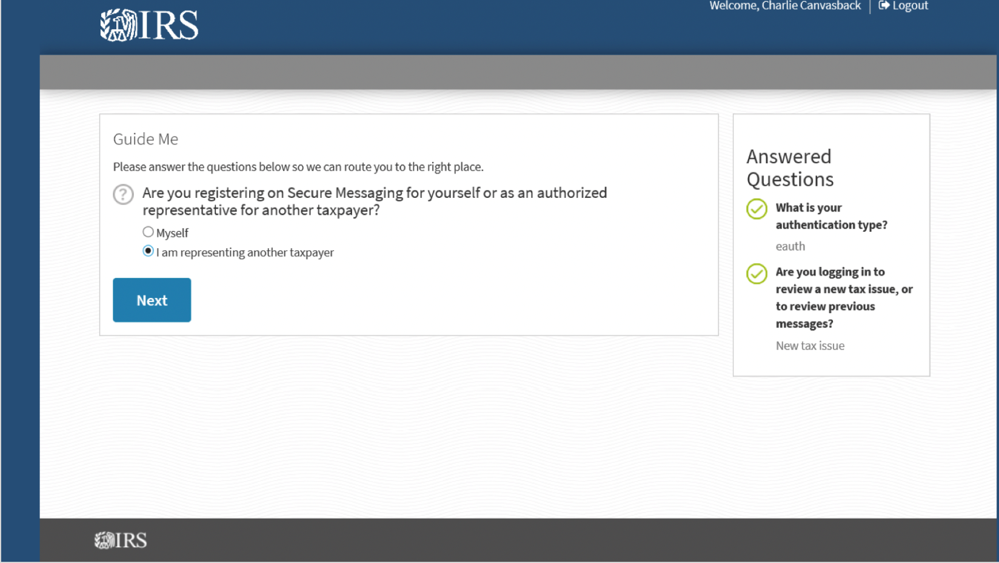 Welcome, Charlie Canvasback | Logout
IRS
Guide Me
Please answer the questions below so we can route you to the right place.
? Are you registering on Secure Messaging for yourself or as an authorized
representative for another taxpayer?
Myself
I am representing another taxpayer
Next
Answered
Questions
What is your
authentication type?
eauth
Are you logging in to
review a new tax issue, or
to review previous
messages?
New tax issue
IRS